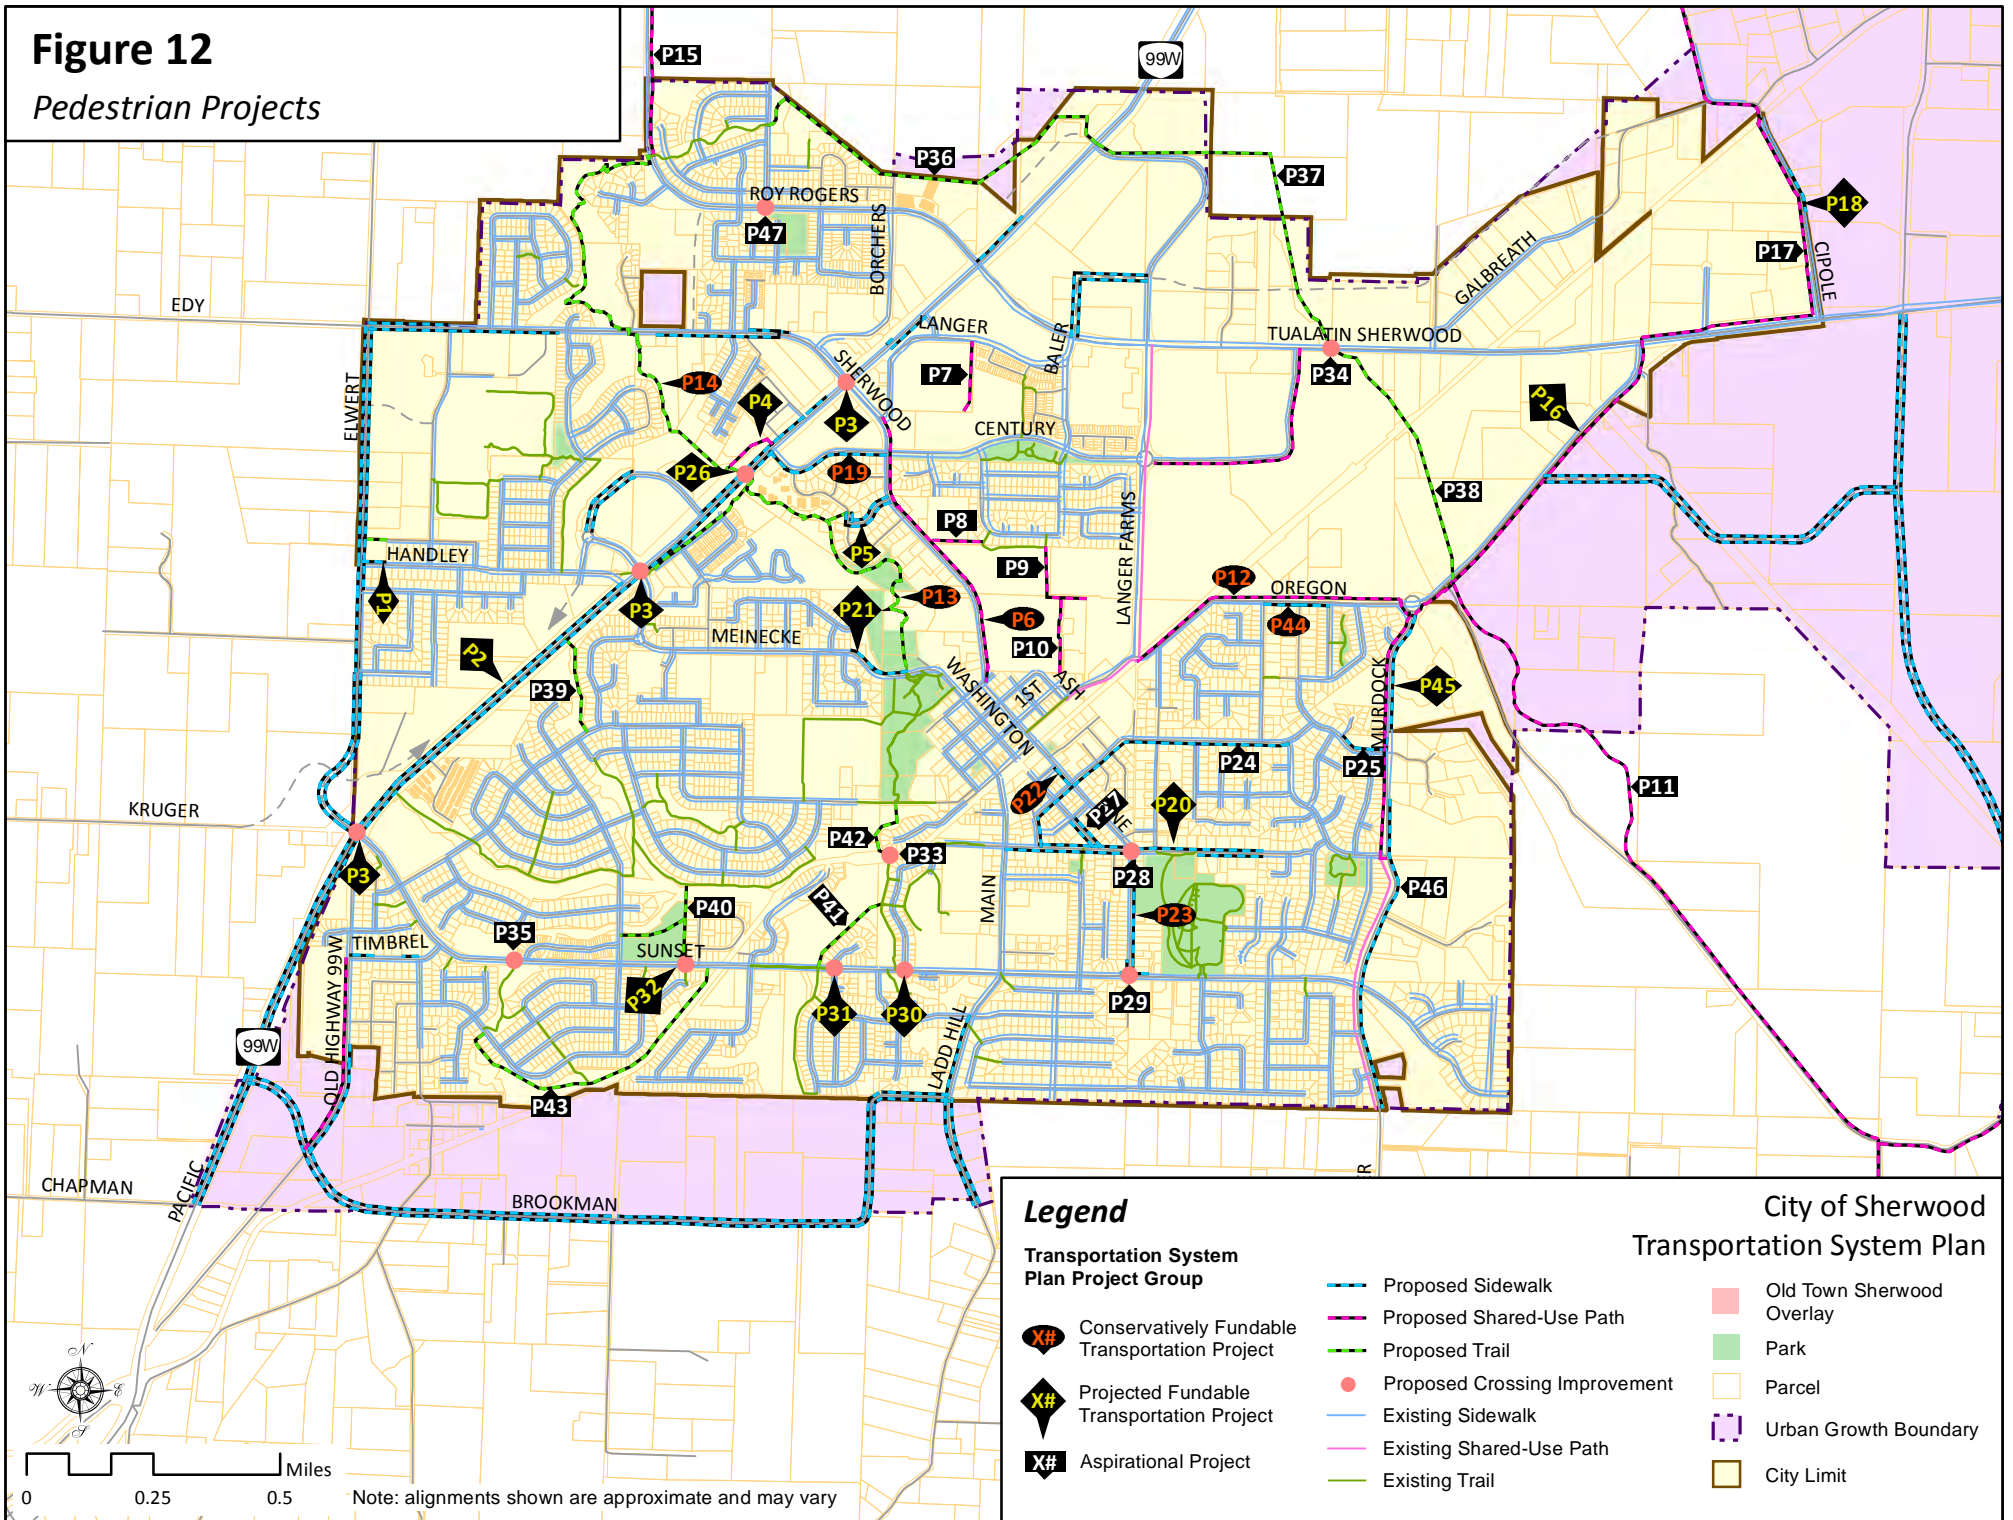 Figure 12
Pedestrian Projects
99W
P15
P36
P37
ROY ROGERS
P47
BORCHERS
P18
P17
CIPOLE
GALBREATH
EDY
LANGER
BALER
TUALATIN SHERWOOD
P34
SHERWOOD
P7
P14
P4
P3
ELWERT
CENTURY
P16
P26
P19
P38
P8
LANGER FARMS
HANDLEY
P5
P9
P1
P3
P21
P13
P6
P12
OREGON
P44
MEINECKE
P10
P2
P39
WASHINGTON
1ST
ASH
MURDOCK
P45
P24
P25
P11
KRUGER
P22
P27
P20
P42
P33
P3
P28
P46
P41
P40
MAIN
P23
TIMBREL
P35
SUNSET
OLD HIGHWAY 99W
P32
P31
P30
P29
99W
LADD HILL
P43
CHAPMAN
PACIFIC
BROOKMAN
ER
Legend
Transportation System
Plan Project Group
X# Conservatively Fundable
Transportation Project
X# Projected Fundable
Transportation Project
X# Aspirational Project
Proposed Sidewalk
Proposed Shared-Use Path
Proposed Trail
Proposed Crossing Improvement
Existing Sidewalk
Existing Shared-Use Path
Existing Trail
City of Sherwood
Transportation System Plan
Old Town Sherwood
Overlay
Park
Parcel
Urban Growth Boundary
City Limit
N
W E
S
Miles
0 0.25 0.5
Note: alignments shown are approximate and may vary